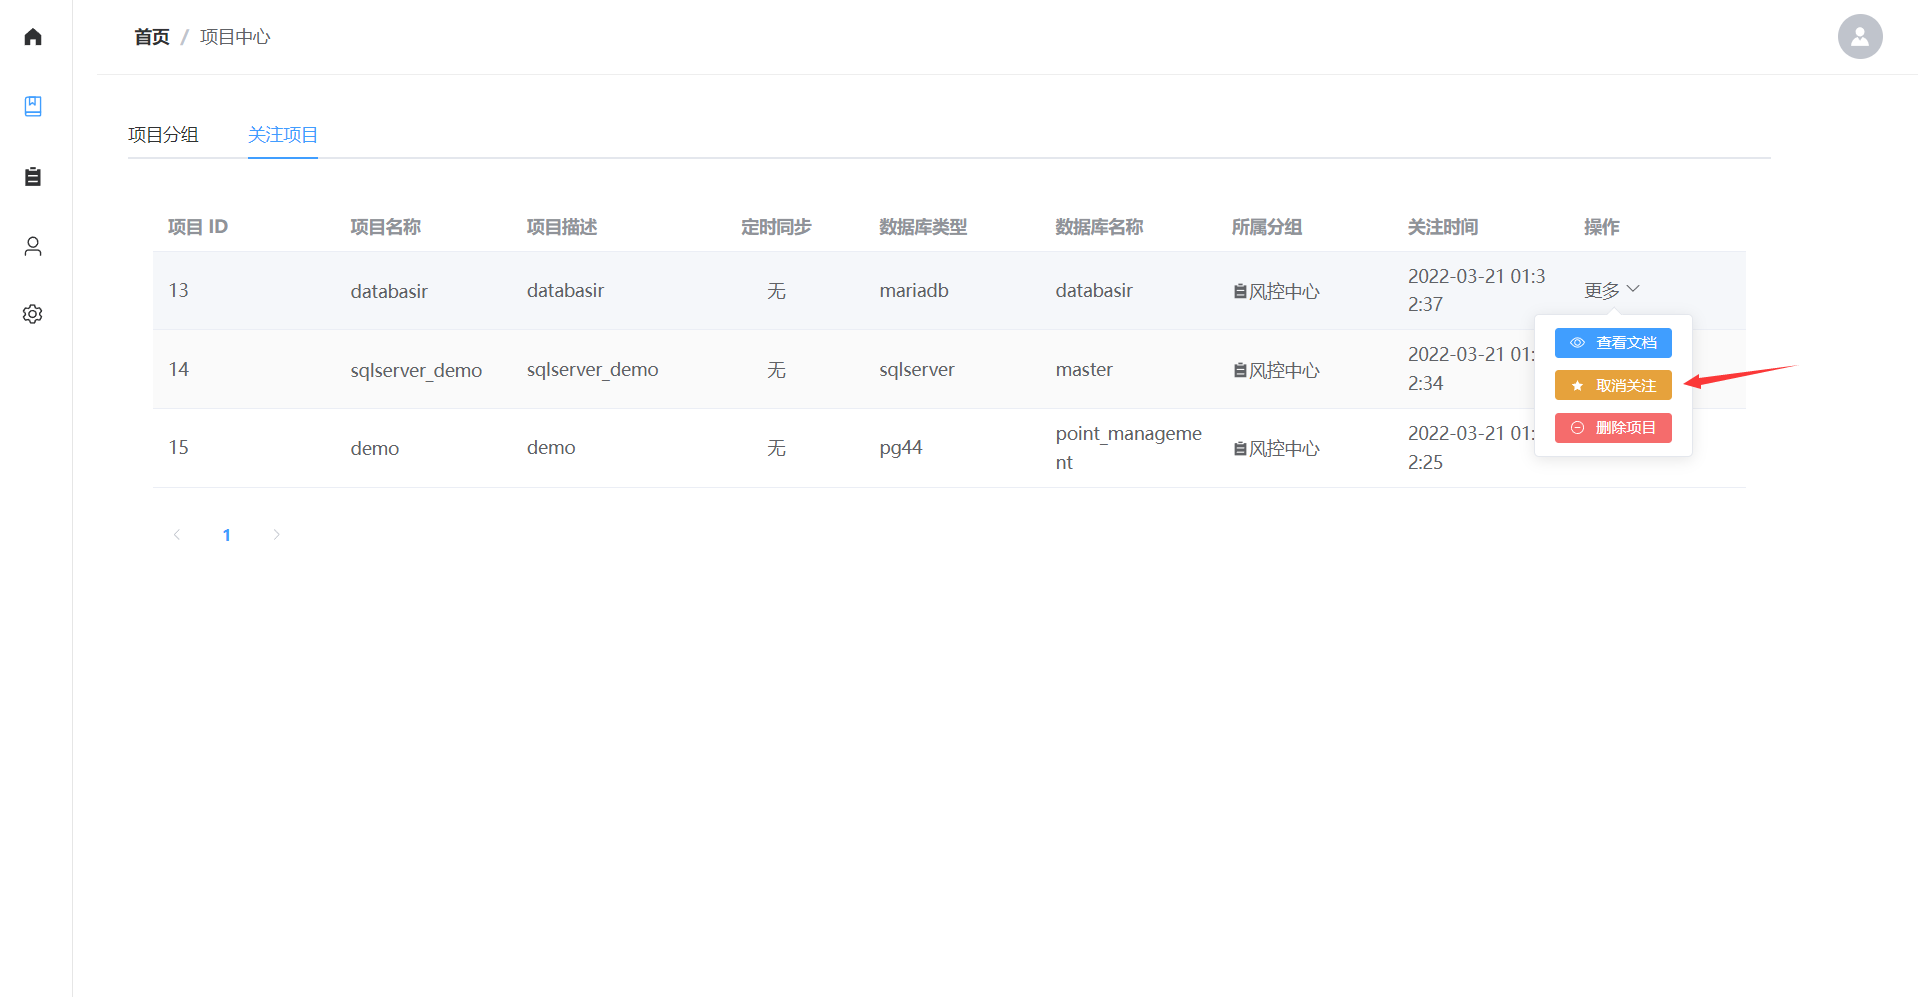 首页 / 项目中心
项目分组 关注项目
项目 ID 项目名称 项目描述 定时同步 数据库类型 数据库名称 所属分组 关注时间 操作
13 databasir databasir 无 mariadb databasir 风控中心 2022-03-21 01:3 更多
2:37
查看文档
14 sqlserver_demo sqlserver_demo 无 sqlserver master 风控中心 2022-03-21 01:
2:34
取消关注
删除项目
15 demo demo 无 pg44 point_manageme 风控中心 2022-03-21 01:
nt 2:25
1